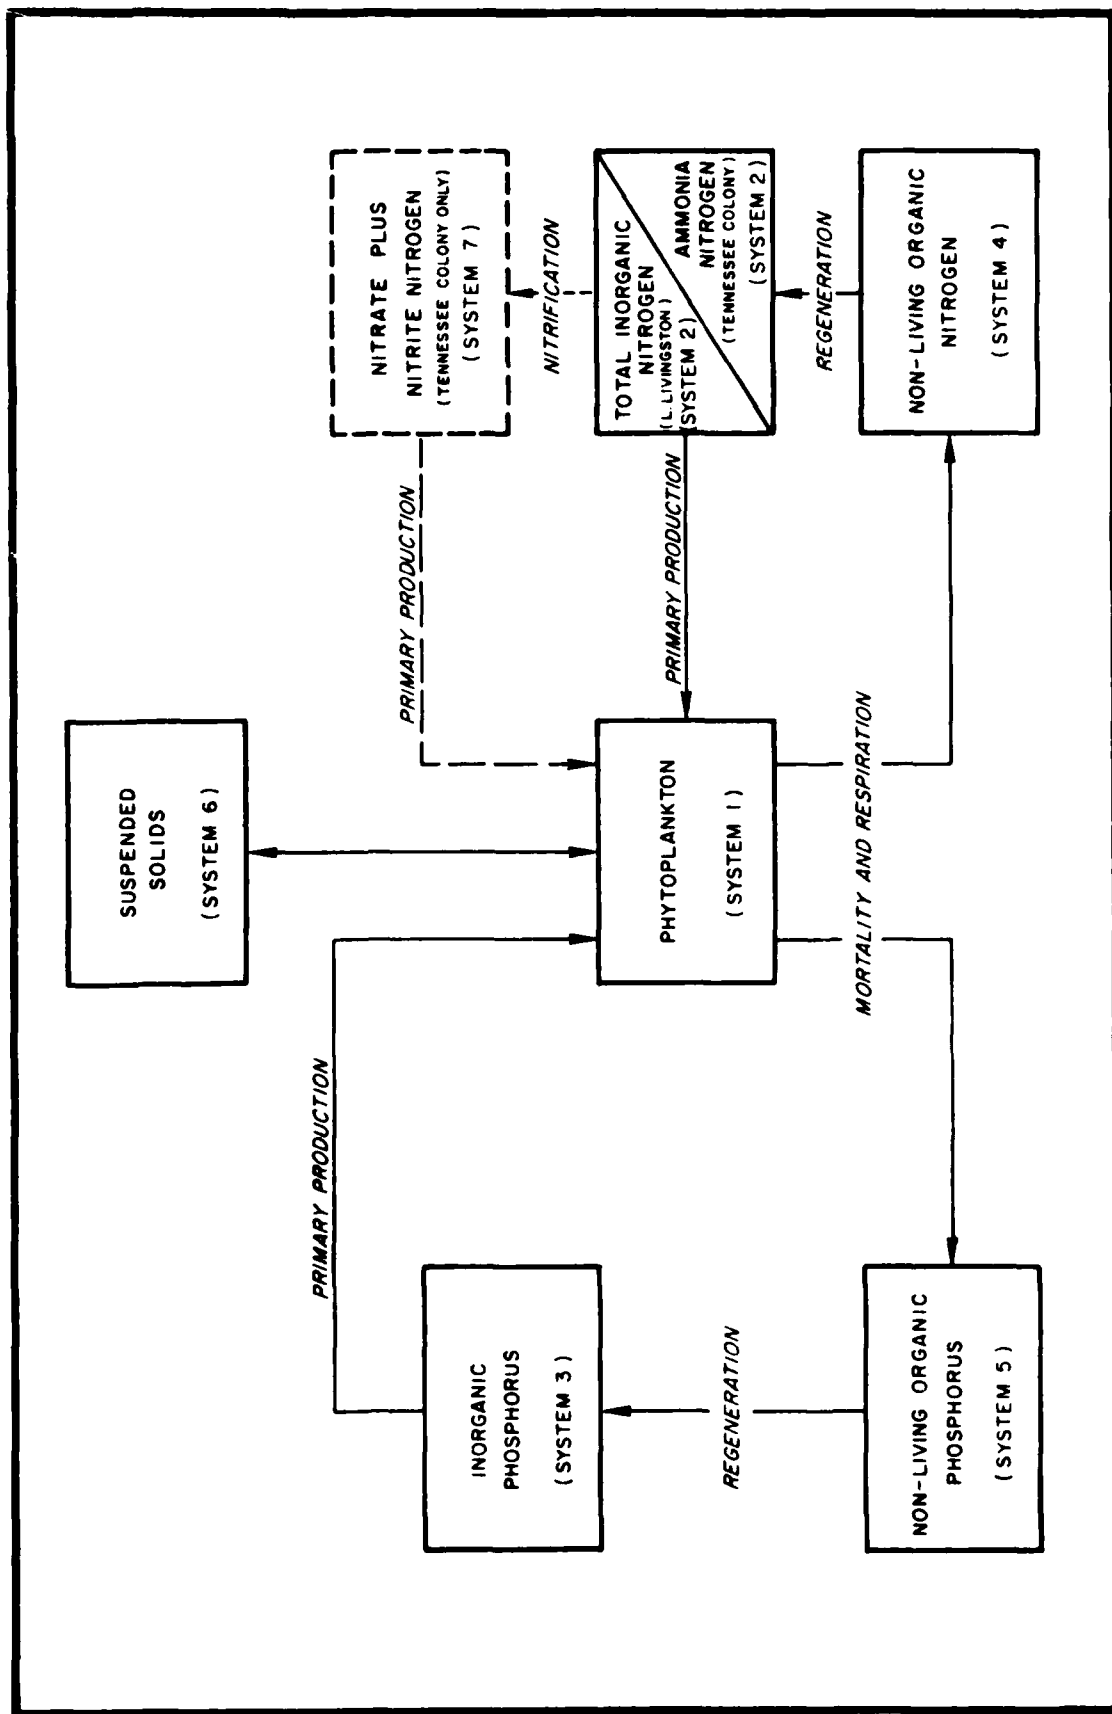 SUSPENDED
SOLIDS
(SYSTEM 6)
PRIMARY PRODUCTION
PRIMARY PRODUCTION
NITRATE PLUS
NITRITE NITROGEN
(TENNESSEE COLONY ONLY)
(SYSTEM 7)
INORGANIC
PHOSPHORUS
(SYSTEM 3)
NITRIFICATION
PHYTOPLANKTON
(SYSTEM 1)
PRIMARY PRODUCTION
TOTAL INORGANIC
NITROGEN
(L. LIVINGSTON)
(SYSTEM 2)
AMMONIA
NITROGEN
(TENNESSEE COLONY)
(SYSTEM 2)
REGENERATION
MORTALITY AND RESPIRATION
REGENERATION
NON-LIVING ORGANIC
PHOSPHORUS
(SYSTEM 5)
NON-LIVING ORGANIC
NITROGEN
(SYSTEM 4)